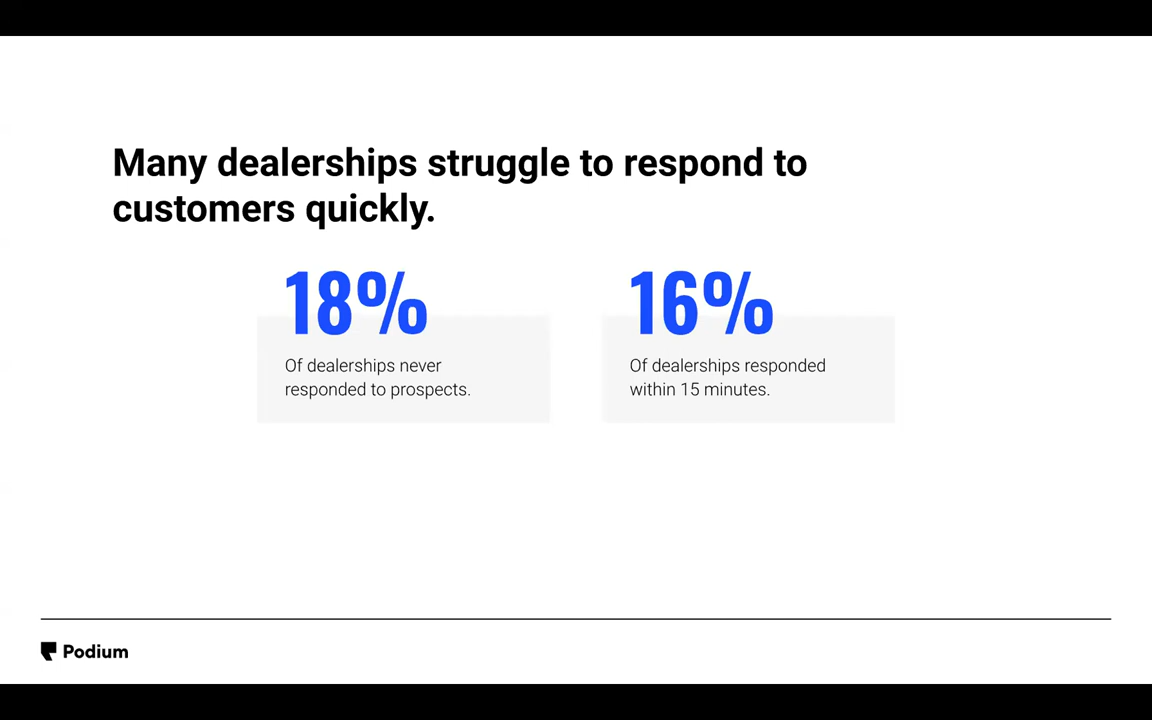 Many dealerships struggle to respond to
customers quickly.
18%
Of dealerships never
responded to prospects.
16%
Of dealerships responded
within 15 minutes.
Podium